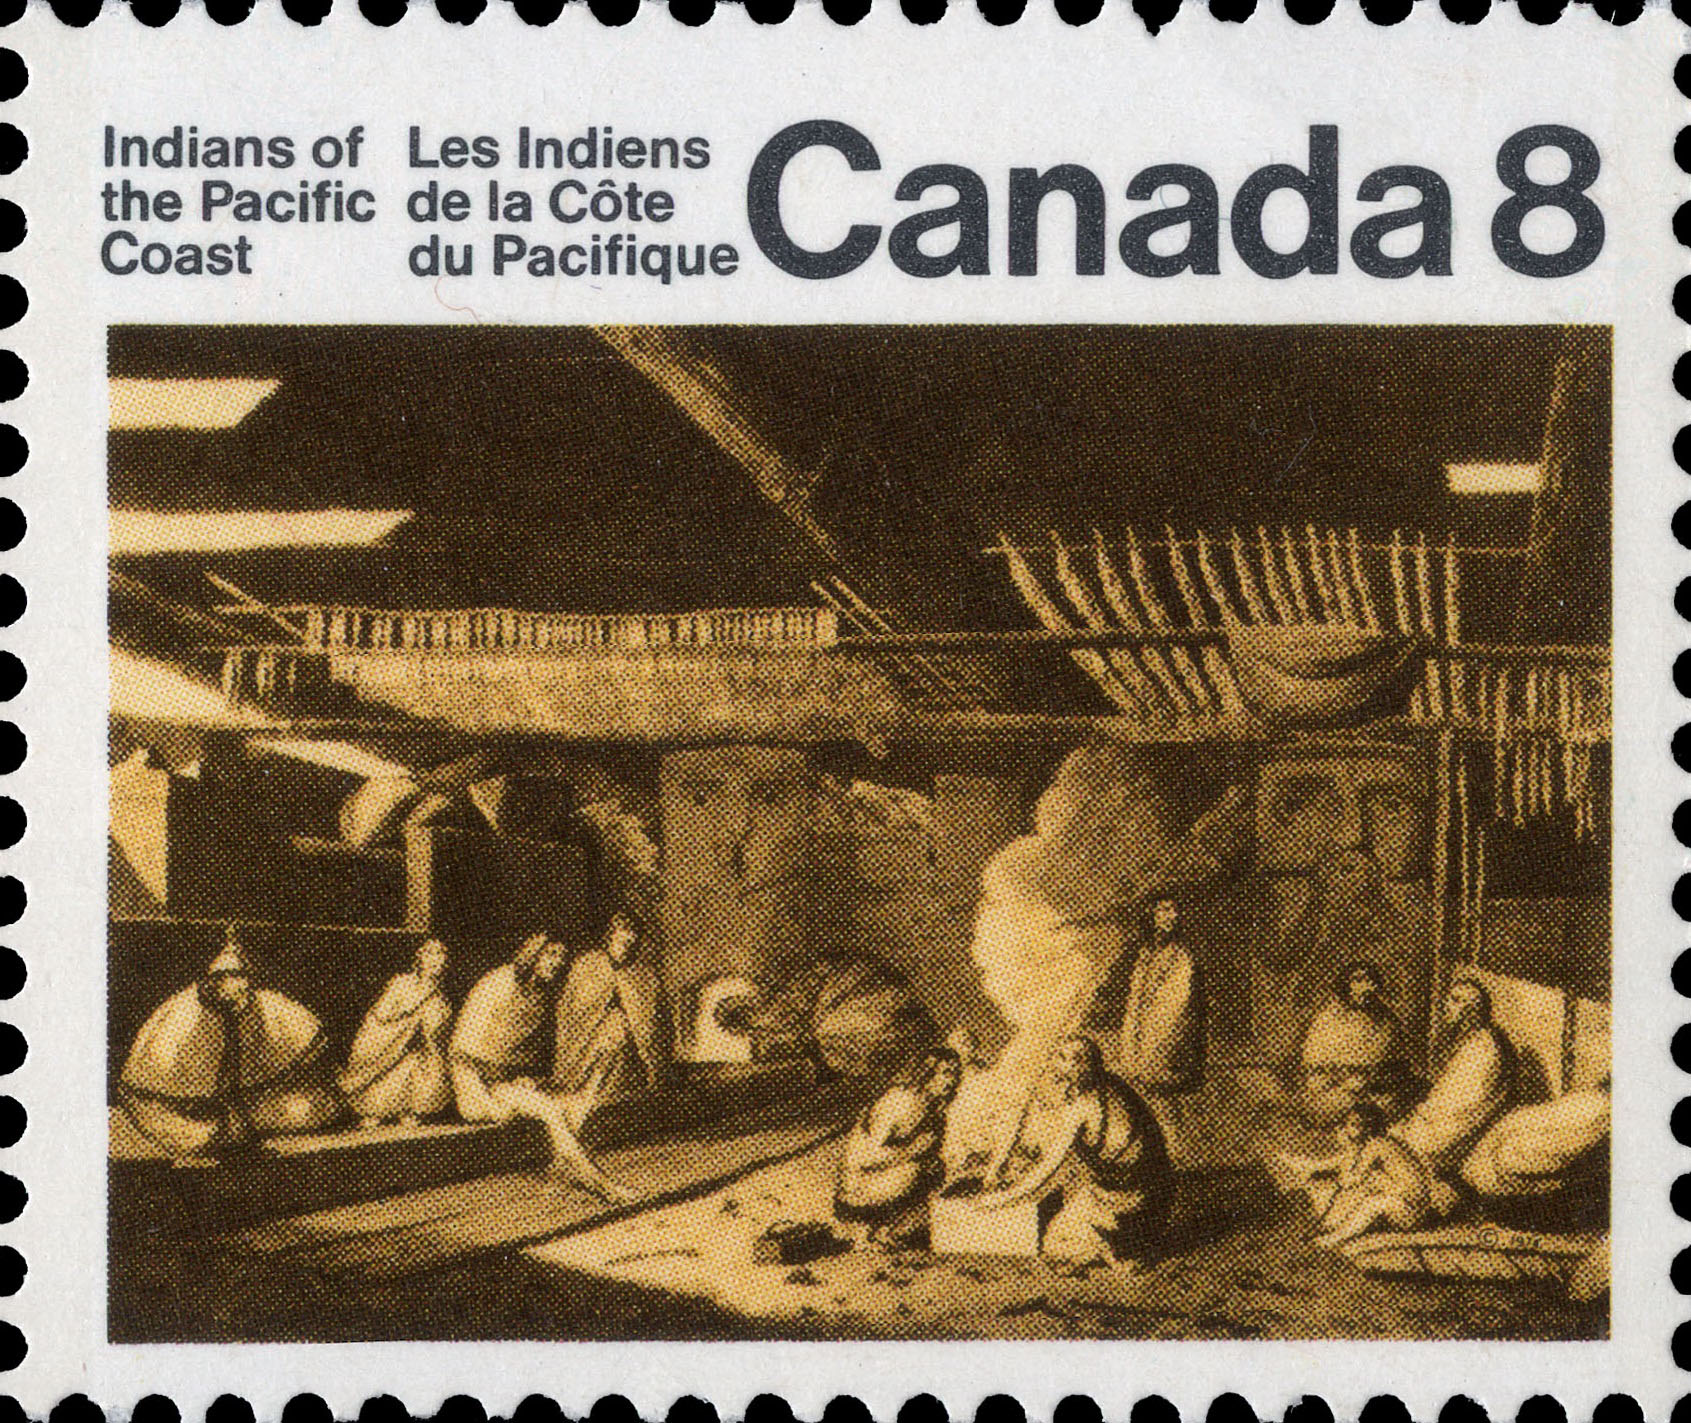 Indians of
the Pacific
Coast
Les Indiens
de la Côte
du Pacifique
Canada 8